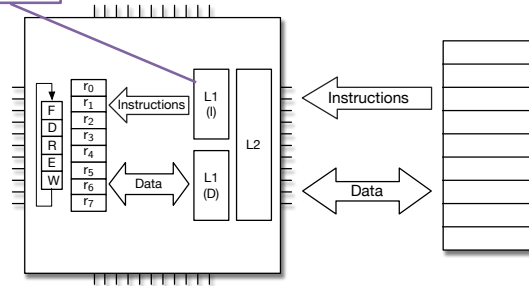 F
D
R
E
W
r0
r1
r2
r3
r4
r5
r6
r7
Instructions
Data
L1
(I)
L1
(D)
L2
Instructions
Data